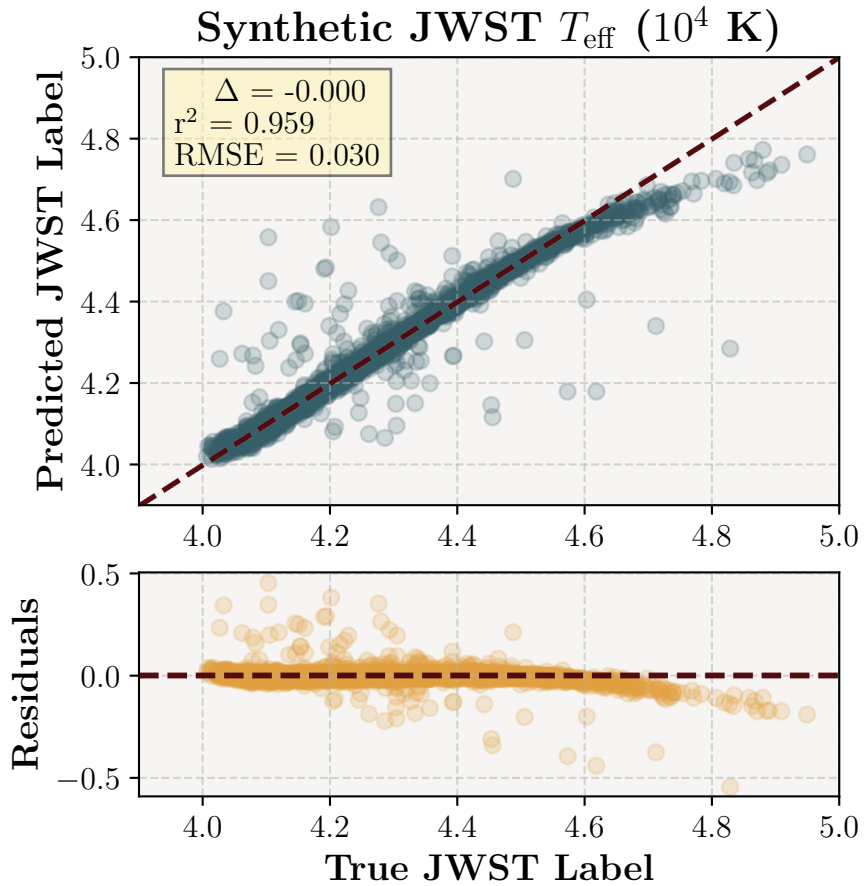 Synthetic JWST T_eff (10^4 K)
5.0
4.8
4.6
4.4
4.2
4.0
Predicted JWST Label
Δ = -0.000
r² = 0.959
RMSE = 0.030
4.0 4.2 4.4 4.6 4.8 5.0
0.5
0.0
−0.5
Residuals
4.0 4.2 4.4 4.6 4.8 5.0
True JWST Label